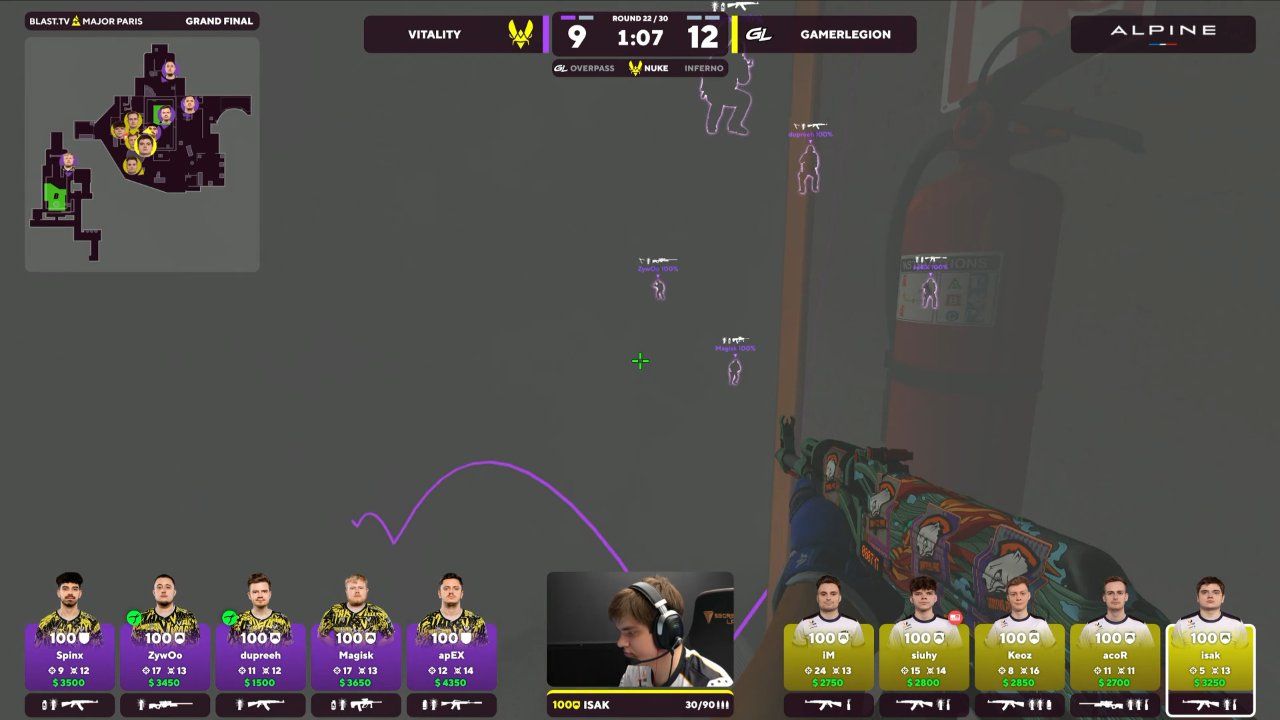 BLAST.TV MAJOR PARIS GRAND FINAL
VITALITY
9
ROUND 22 / 30
1:07
12
GL
GAMERLEGION
GL OVERPASS NUKE INFERNO
ALPINE
dupreeh 100%
ZywOo 100%
apEX 100%
Magisk 100%
100 100 100 100 100
Spinx ZywOo dupreeh Magisk apEX
9 12 17 13 11 12 17 13 12 14
$3500 $3450 $1500 $3650 $4350
100 ISAK 30/90
100 100 100 100 100
iM siuhy Keoz acoR isak
24 13 15 14 8 16 11 11 5 13
$2750 $2800 $2850 $2700 $3250